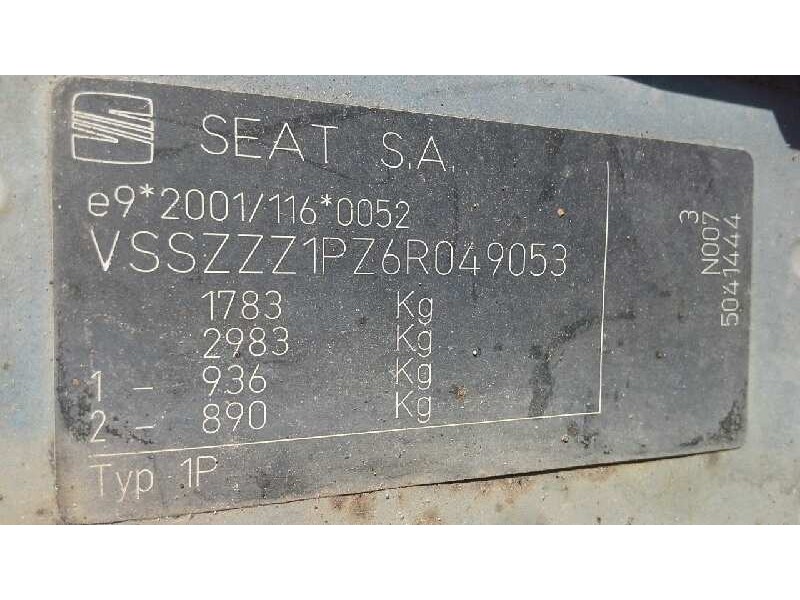 SEAT S.A.
e9*2001/116*0052
VSSZZZ1PZ6R049053
1783 Kg
2983 Kg
1 - 936 Kg
2 - 890 Kg
Typ 1P
3
N007
5041444